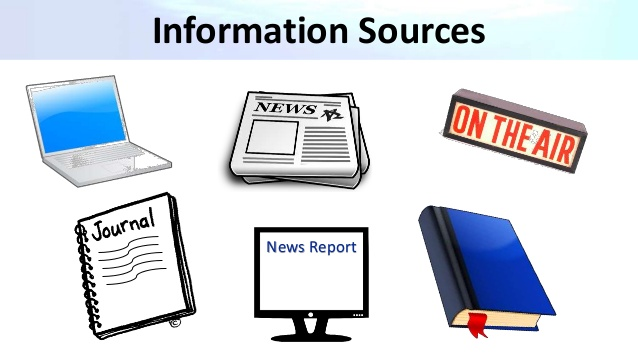 Information Sources
NEWS
ON THE AIR
Journal
News Report